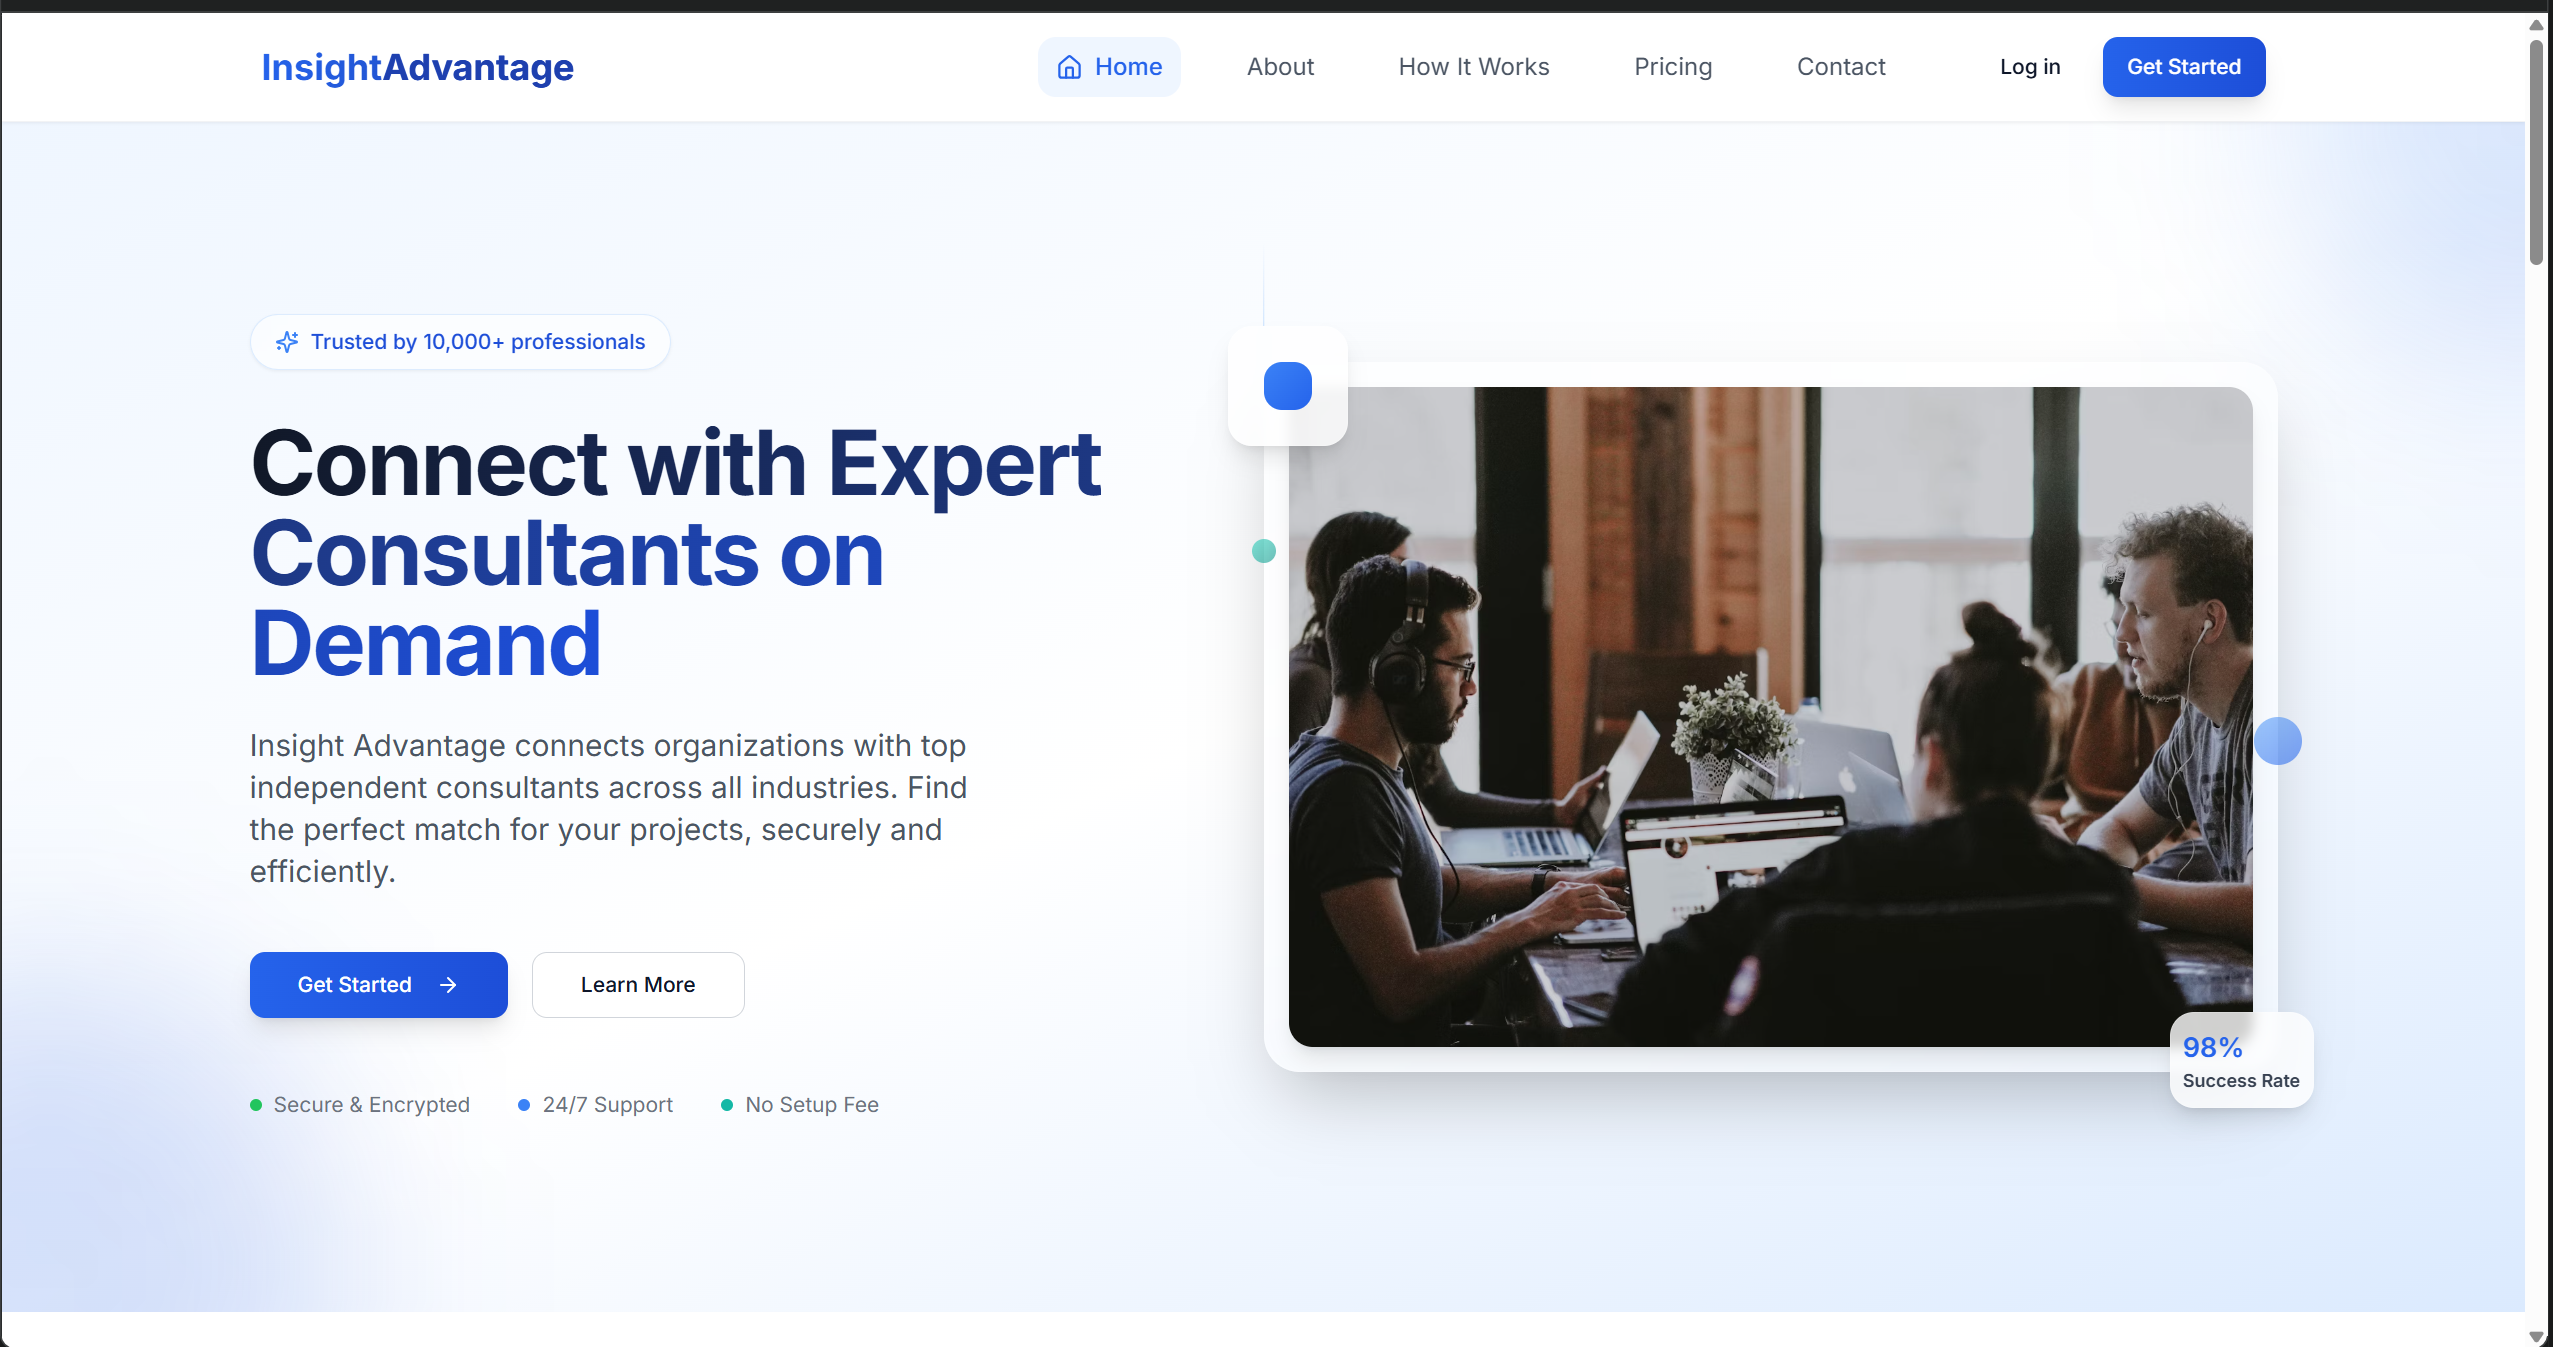 InsightAdvantage
Home
About
How It Works
Pricing
Contact
Log in
Get Started
Trusted by 10,000+ professionals
Connect with Expert
Consultants on
Demand
Insight Advantage connects organizations with top
independent consultants across all industries. Find
the perfect match for your projects, securely and
efficiently.
Get Started
Learn More
Secure & Encrypted
24/7 Support
No Setup Fee
98%
Success Rate